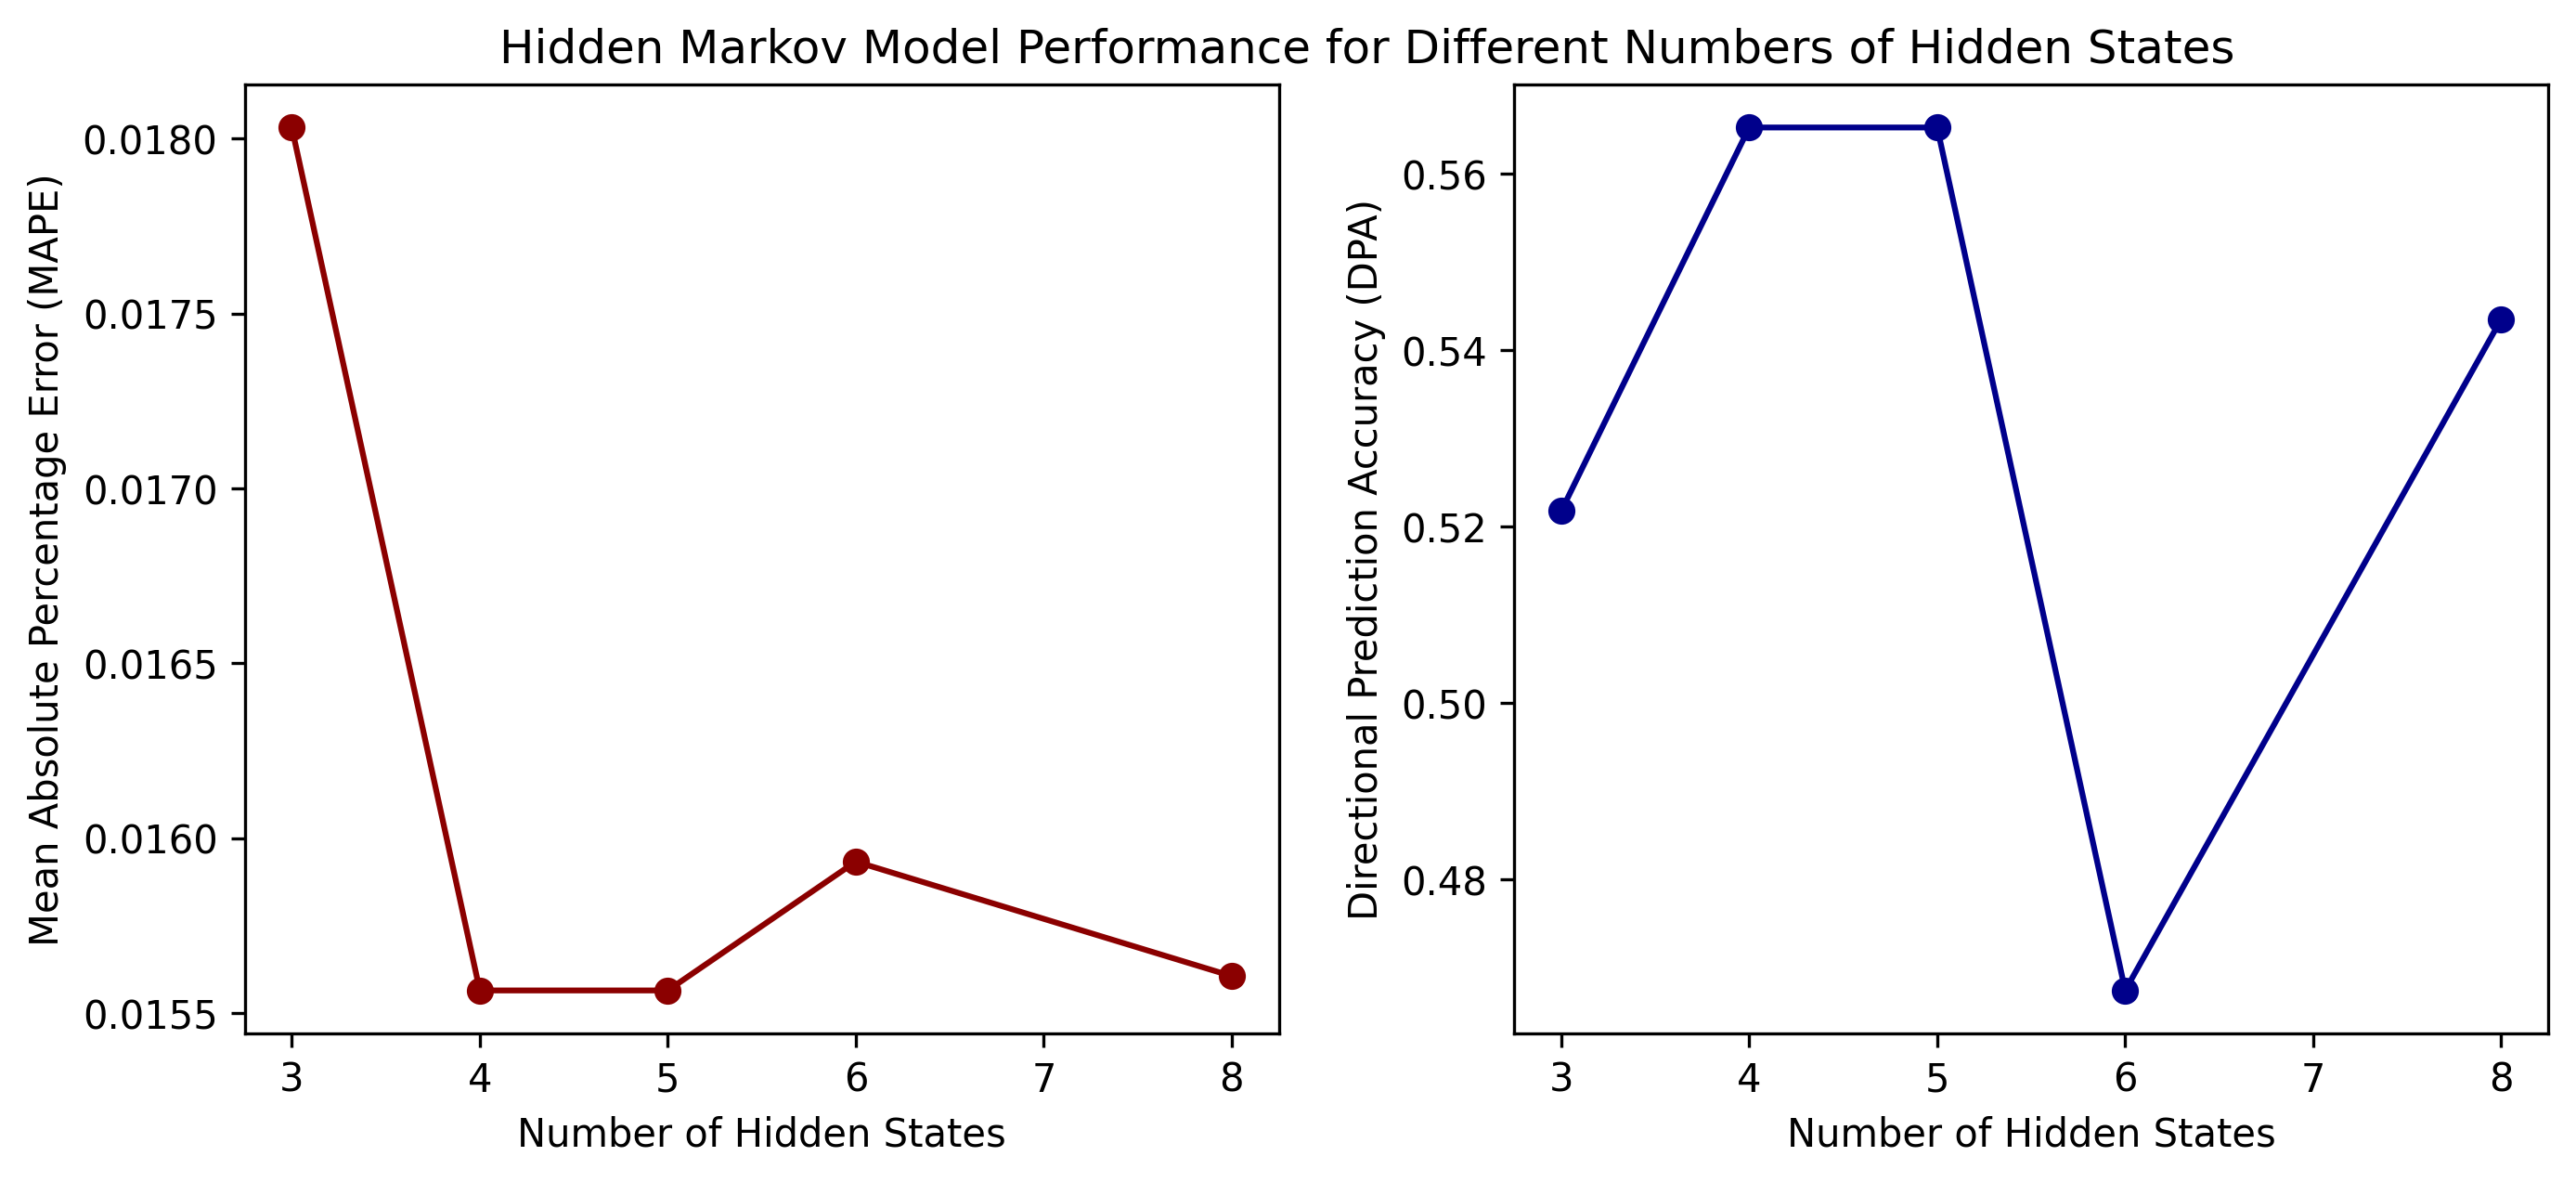 Hidden Markov Model Performance for Different Numbers of Hidden States
Mean Absolute Percentage Error (MAPE)
0.0180
0.0175
0.0170
0.0165
0.0160
0.0155
3 4 5 6 7 8
Number of Hidden States
Directional Prediction Accuracy (DPA)
0.56
0.54
0.52
0.50
0.48
3 4 5 6 7 8
Number of Hidden States